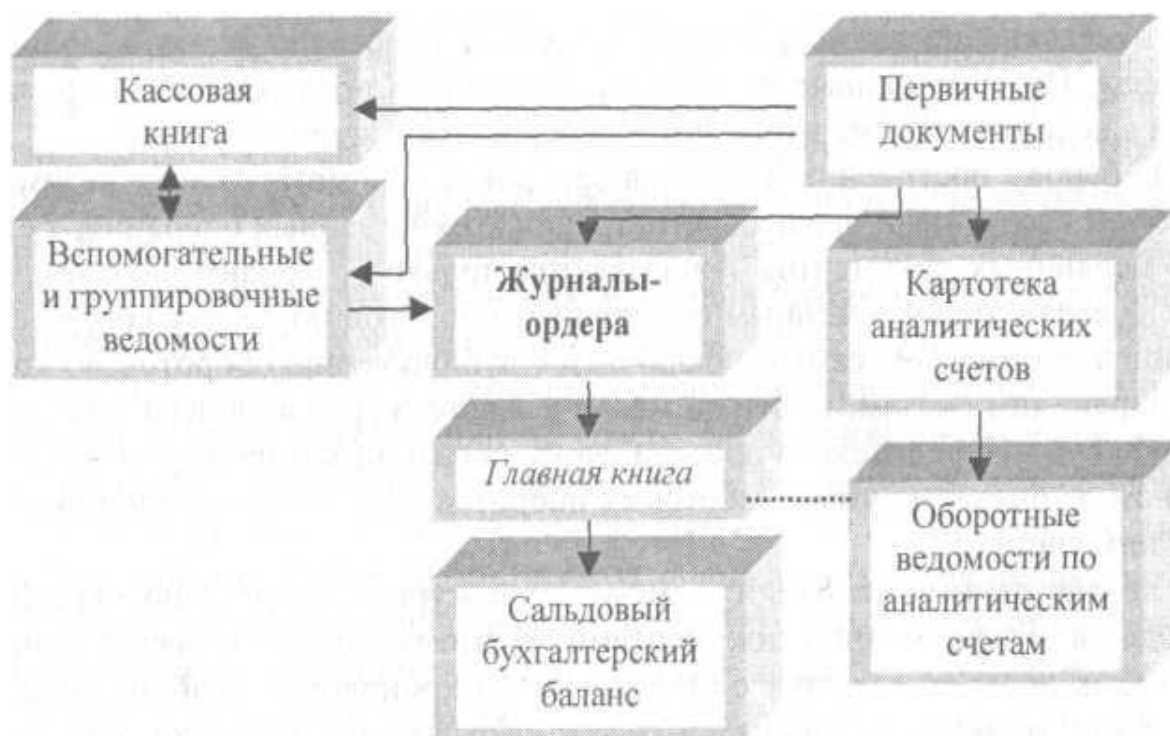 Кассовая
книга
Первичные
документы
Вспомогательные
и группировочные
ведомости
Журналы-
ордера
Картотека
аналитических
счетов
Главная книга
Оборотные
ведомости по
аналитическим
счетам
Сальдовый
бухгалтерский
баланс